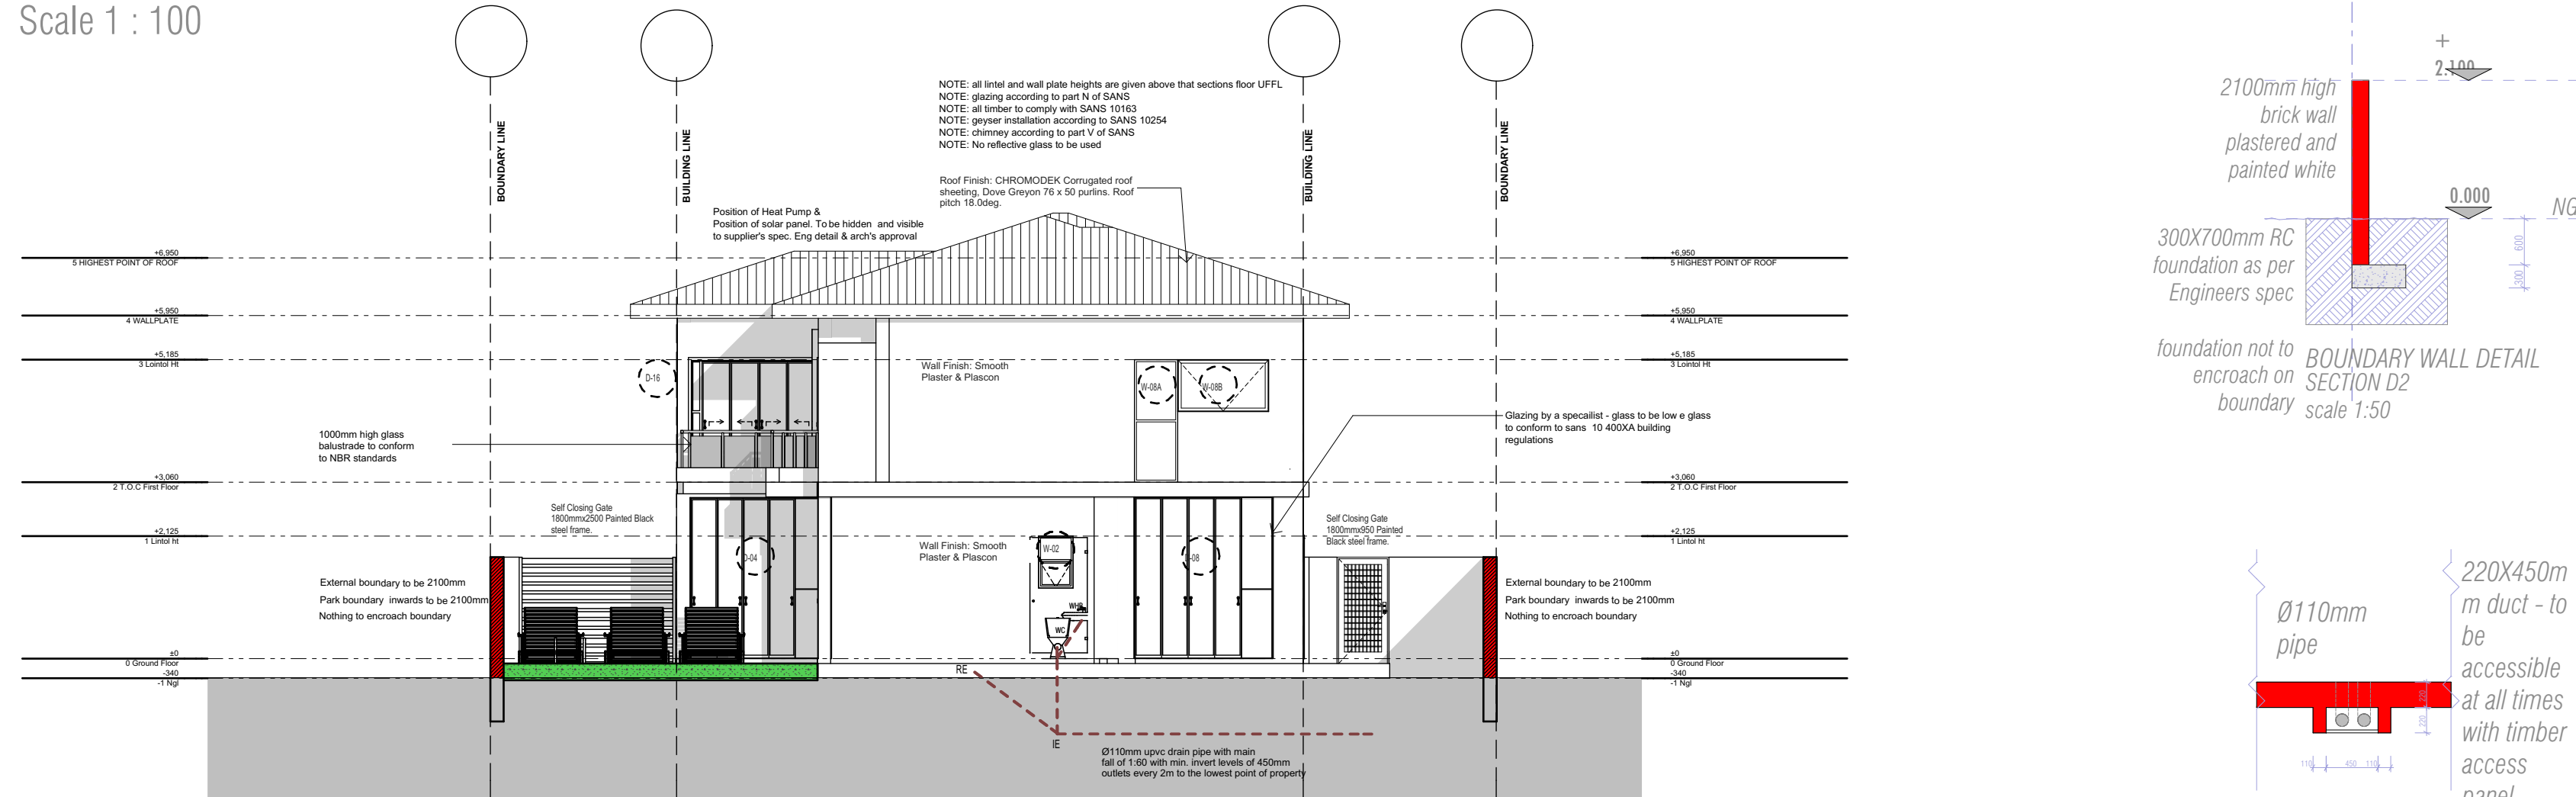 Scale 1 : 100
BOUNDARY LINE
BUILDING LINE
BUILDING LINE
BOUNDARY LINE
NOTE: all lintel and wall plate heights are given above that sections floor UFFL
NOTE: glazing according to part N of SANS
NOTE: all timber to comply with SANS 10163
NOTE: geyser installation according to SANS 10254
NOTE: chimney according to part V of SANS
NOTE: No reflective glass to be used
Roof Finish: CHROMODEK Corrugated roof
sheeting, Dove Greyon 76 x 50 purlins. Roof
pitch 18.0deg.
Position of Heat Pump &
Position of solar panel. To be hidden and visible
to supplier's spec. Eng detail & arch's approval
+6,950
5 HIGHEST POINT OF ROOF
+5,950
4 WALLPLATE
+5,185
3 Lointol Ht
+3,060
2 T.O.C First Floor
+2,125
1 Lintol ht
±0
0 Ground Floor
-340
-1 Ngl
D-16
Wall Finish: Smooth
Plaster & Plascon
W-08A
W-08B
1000mm high glass
balustrade to conform
to NBR standards
Glazing by a specailist - glass to be low e glass
to conform to sans 10 400XA building
regulations
Self Closing Gate
1800mmx2500 Painted Black
steel frame.
D-04
Wall Finish: Smooth
Plaster & Plascon
W-02
WHB
WC
-08
Self Closing Gate
1800mmx950 Painted
Black steel frame.
External boundary to be 2100mm
Park boundary inwards to be 2100mm
Nothing to encroach boundary
External boundary to be 2100mm
Park boundary inwards to be 2100mm
Nothing to encroach boundary
RE
IE
Ø110mm upvc drain pipe with main
fall of 1:60 with min. invert levels of 450mm
outlets every 2m to the lowest point of property
+6,950
5 HIGHEST POINT OF ROOF
+5,950
4 WALLPLATE
+5,185
3 Lointol Ht
+3,060
2 T.O.C First Floor
+2,125
1 Lintol ht
±0
0 Ground Floor
-340
-1 Ngl
+
2.100
2100mm high
brick wall
plastered and
painted white
0.000
NG
300X700mm RC
foundation as per
Engineers spec
600
300
foundation not to
encroach on
boundary
BOUNDARY WALL DETAIL
SECTION D2
scale 1:50
Ø110mm
pipe
220X450m
m duct - to
be
accessible
at all times
with timber
access
panel
220
220
110
450
110